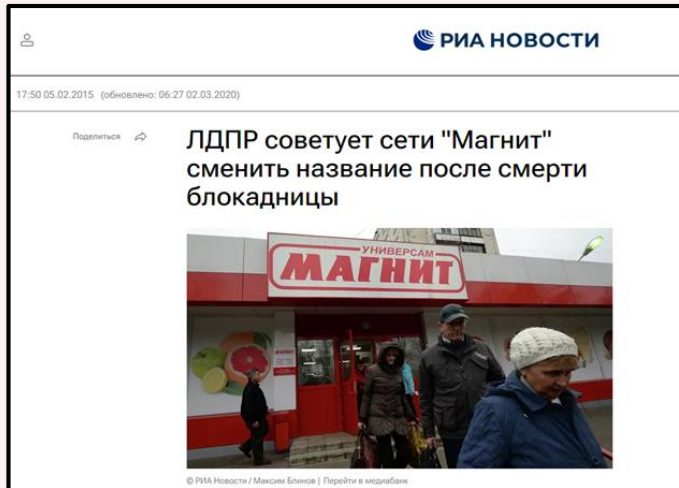 РИА НОВОСТИ
17:50 05.02.2015 (обновлено: 06:27 02.03.2020)
Поделиться
ЛДПР советует сети "Магнит"
сменить название после смерти
блокадницы
УНИВЕРСАМ
МАГНИТ
МАГНИТ
© РИА Новости / Максим Блинов | Перейти в медиабанк